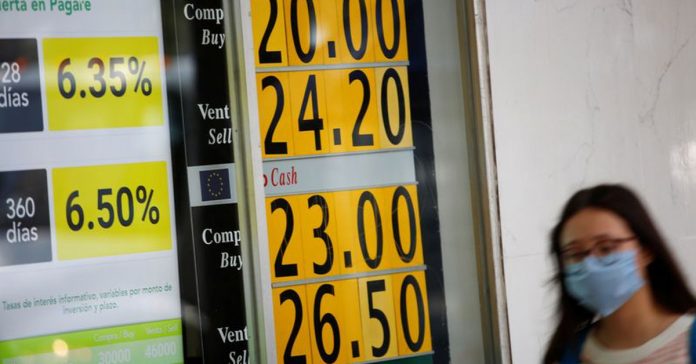 erta en Pagaré
28
días
6.35%
360
días
6.50%
Tasas de interés informativo, variables por monto de
inversión y plazo.
Compra / Buy
Venta / Sell
30000
46000
Comp
Buy
20.00
Vent
Sell
24.20
Cash
Comp
Buy
23.00
Vent
Sell
26.50